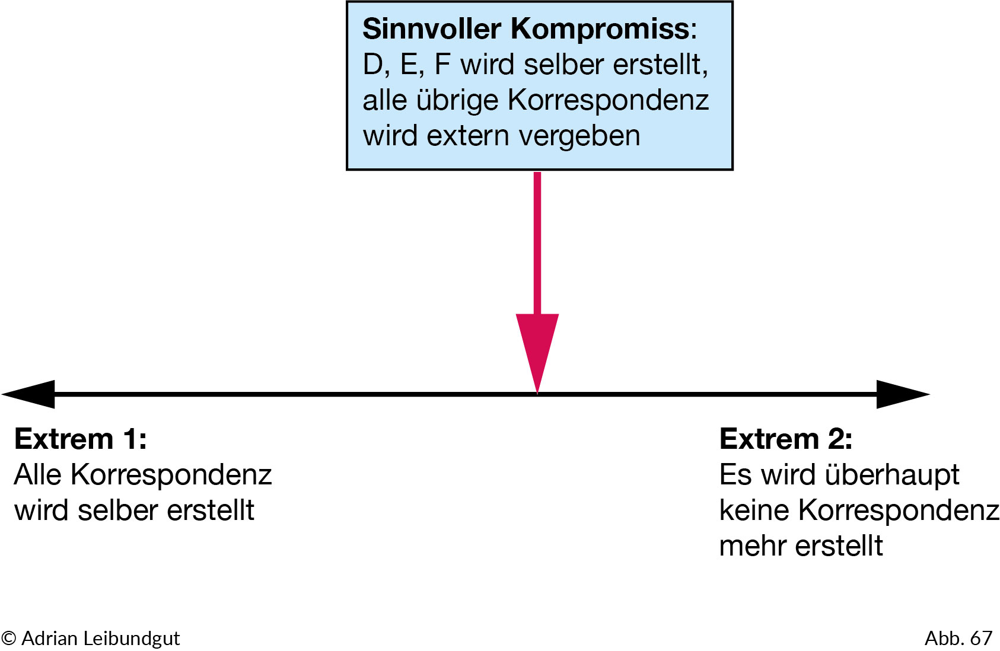 Sinnvoller Kompromiss:
D, E, F wird selber erstellt,
alle übrige Korrespondenz
wird extern vergeben
Extrem 1:
Alle Korrespondenz
wird selber erstellt
Extrem 2:
Es wird überhaupt
keine Korrespondenz
mehr erstellt
© Adrian Leibundgut
Abb. 67